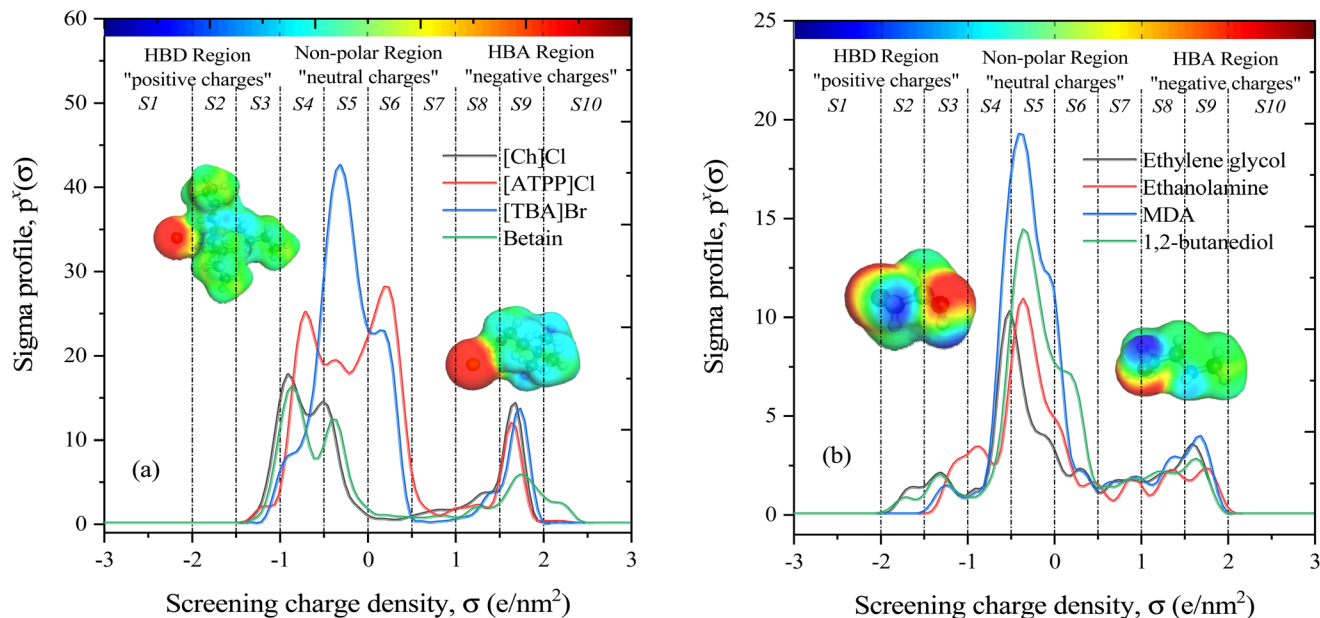 60
50
40
30
20
10
0
Sigma profile, pˣ(σ)
HBD Region
"positive charges"
Non-polar Region
"neutral charges"
HBA Region
"negative charges"
S1 S2 S3 S4 S5 S6 S7 S8 S9 S10
[Ch]Cl
[ATPP]Cl
[TBA]Br
Betain
(a)
-3 -2 -1 0 1 2 3
Screening charge density, σ (e/nm²)
25
20
15
10
5
0
Sigma profile, pˣ(σ)
HBD Region
"positive charges"
Non-polar Region
"neutral charges"
HBA Region
"negative charges"
S1 S2 S3 S4 S5 S6 S7 S8 S9 S10
Ethylene glycol
Ethanolamine
MDA
1,2-butanediol
(b)
-3 -2 -1 0 1 2 3
Screening charge density, σ (e/nm²)